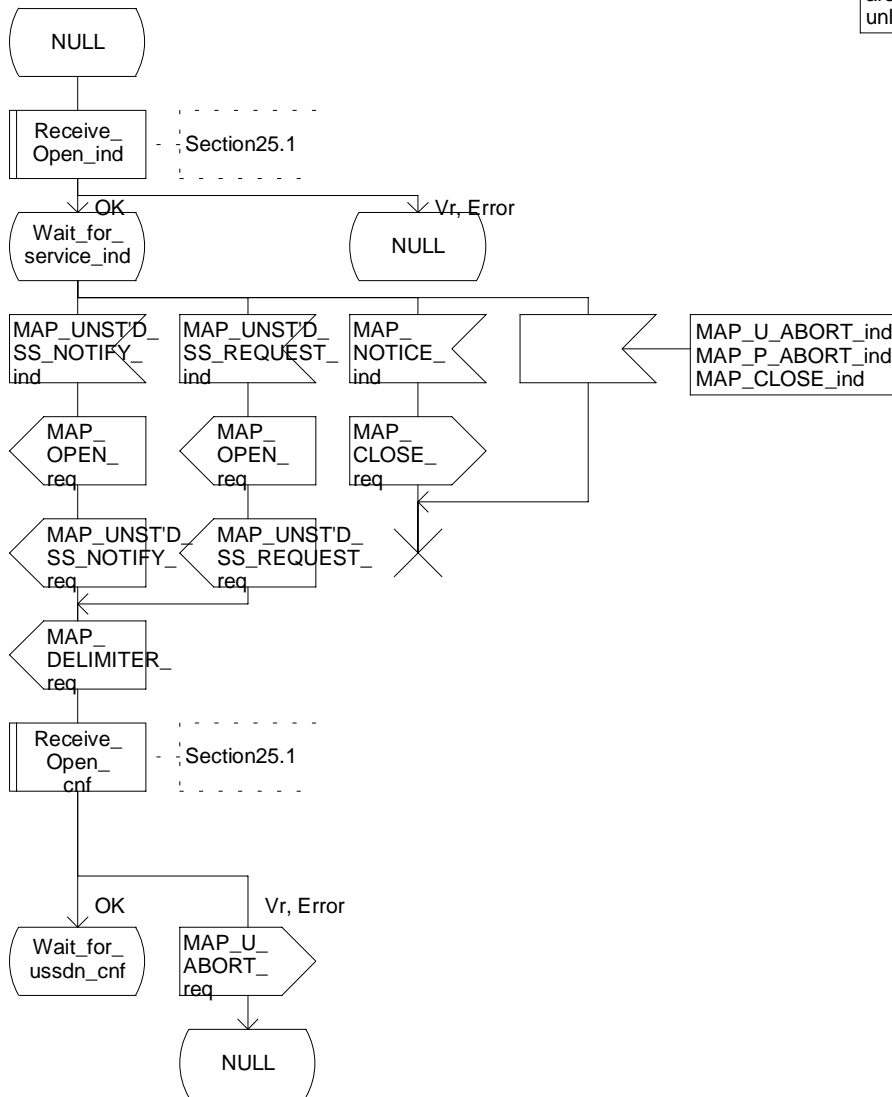 unl
NULL
Receive_
Open_ind
Section25.1
OK
Vr, Error
Wait_for_
service_ind
NULL
MAP_UNST'D_
SS_NOTIFY_
ind
MAP_UNST'D_
SS_REQUEST_
ind
MAP_
NOTICE_
ind
MAP_U_ABORT_ind
MAP_P_ABORT_ind
MAP_CLOSE_ind
MAP_
OPEN_
req
MAP_
OPEN_
req
MAP_
CLOSE_
req
MAP_UNST'D_
SS_NOTIFY_
req
MAP_UNST'D_
SS_REQUEST_
req
MAP_
DELIMITER_
req
Receive_
Open_
cnf
Section25.1
OK
Vr, Error
Wait_for_
ussdn_cnf
MAP_U_
ABORT_
req
NULL